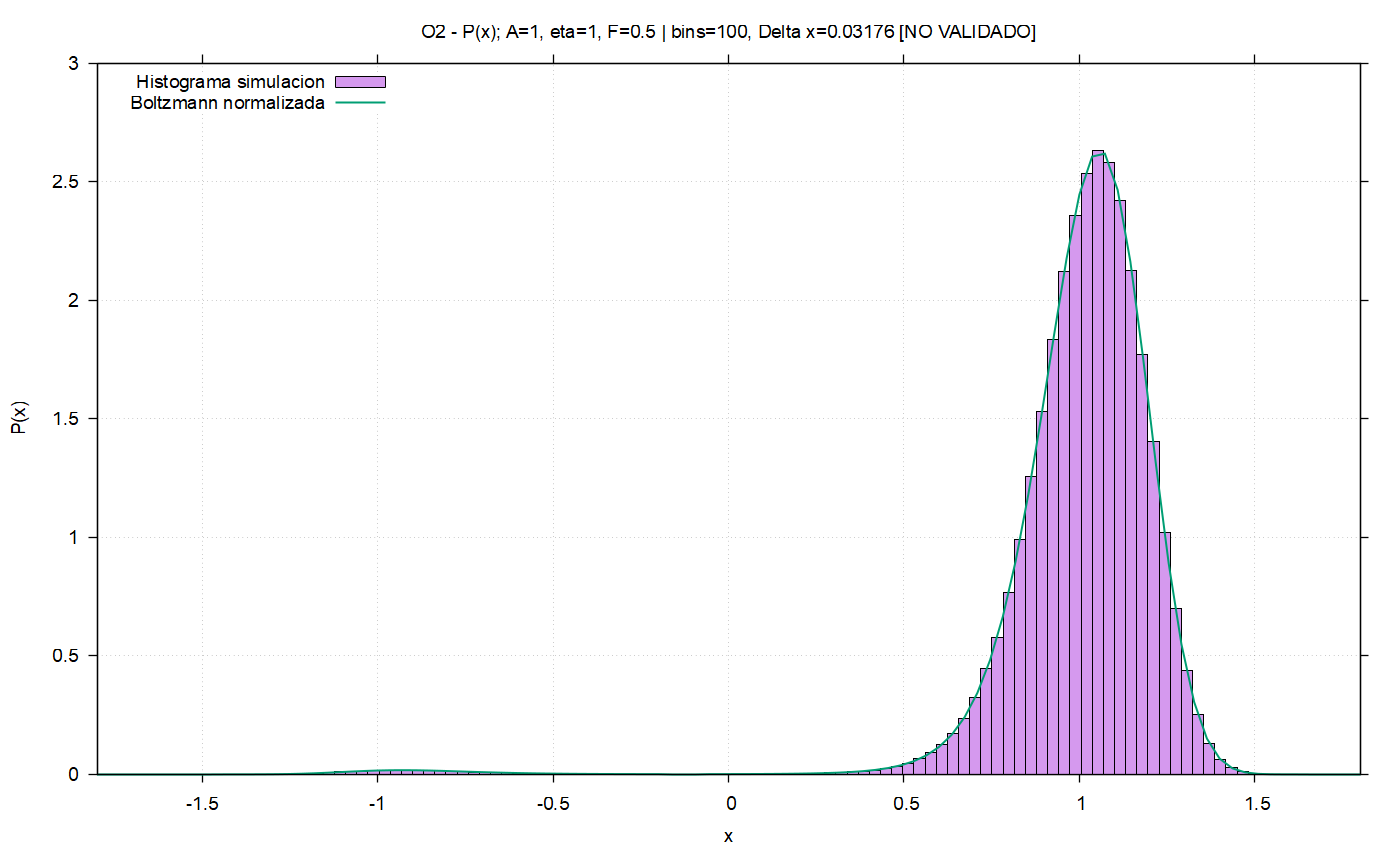 O2 - P(x); A=1, eta=1, F=0.5 | bins=100, Delta x=0.03176 [NO VALIDADO]
Histograma simulacion
Boltzmann normalizada
P(x)
3
2.5
2
1.5
1
0.5
0
-1.5 -1 -0.5 0 0.5 1 1.5
x